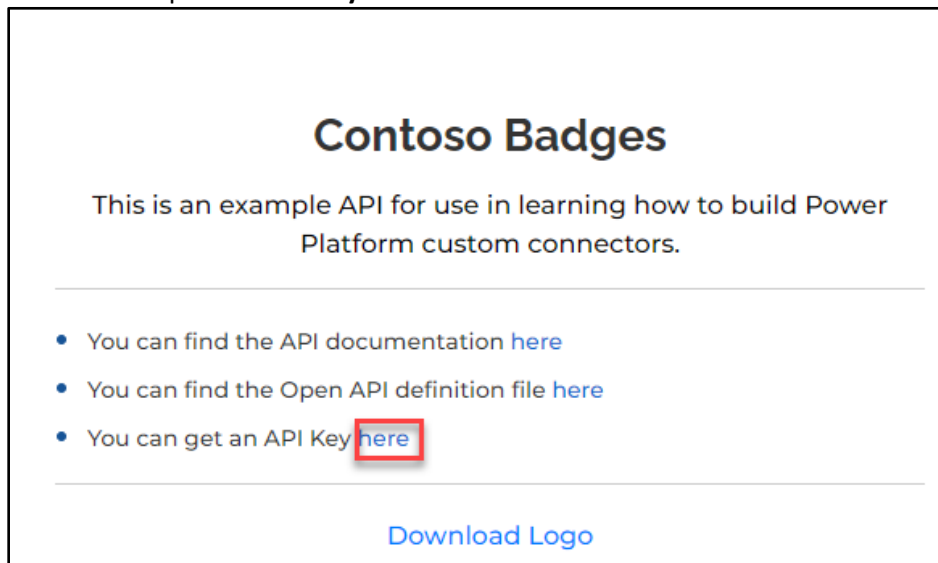 Contoso Badges
This is an example API for use in learning how to build Power
Platform custom connectors.
You can find the API documentation here
You can find the Open API definition file here
You can get an API Key here
Download Logo